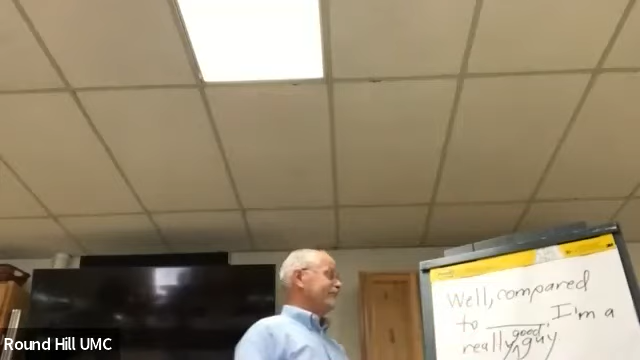 Well, compared
to ______, I'm a
good
really^guy
Round Hill UMC